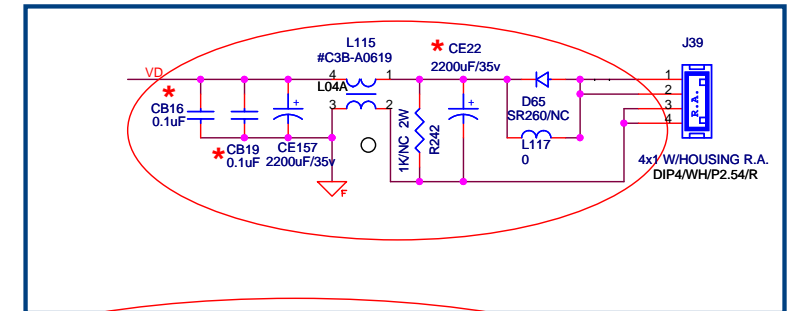 L115
#C3B-A0619
* CE22
2200uF/35v
J39
VD
4
1
L04A
3
2
*
CB16
0.1uF
* CB19
0.1uF
+
CE157
2200uF/35v
1K/NC 2W
R242
+
D65
SR260/NC
L117
0
1
2
3
4
R.A.
F
4x1 W/HOUSING R.A.
DIP4/WH/P2.54/R